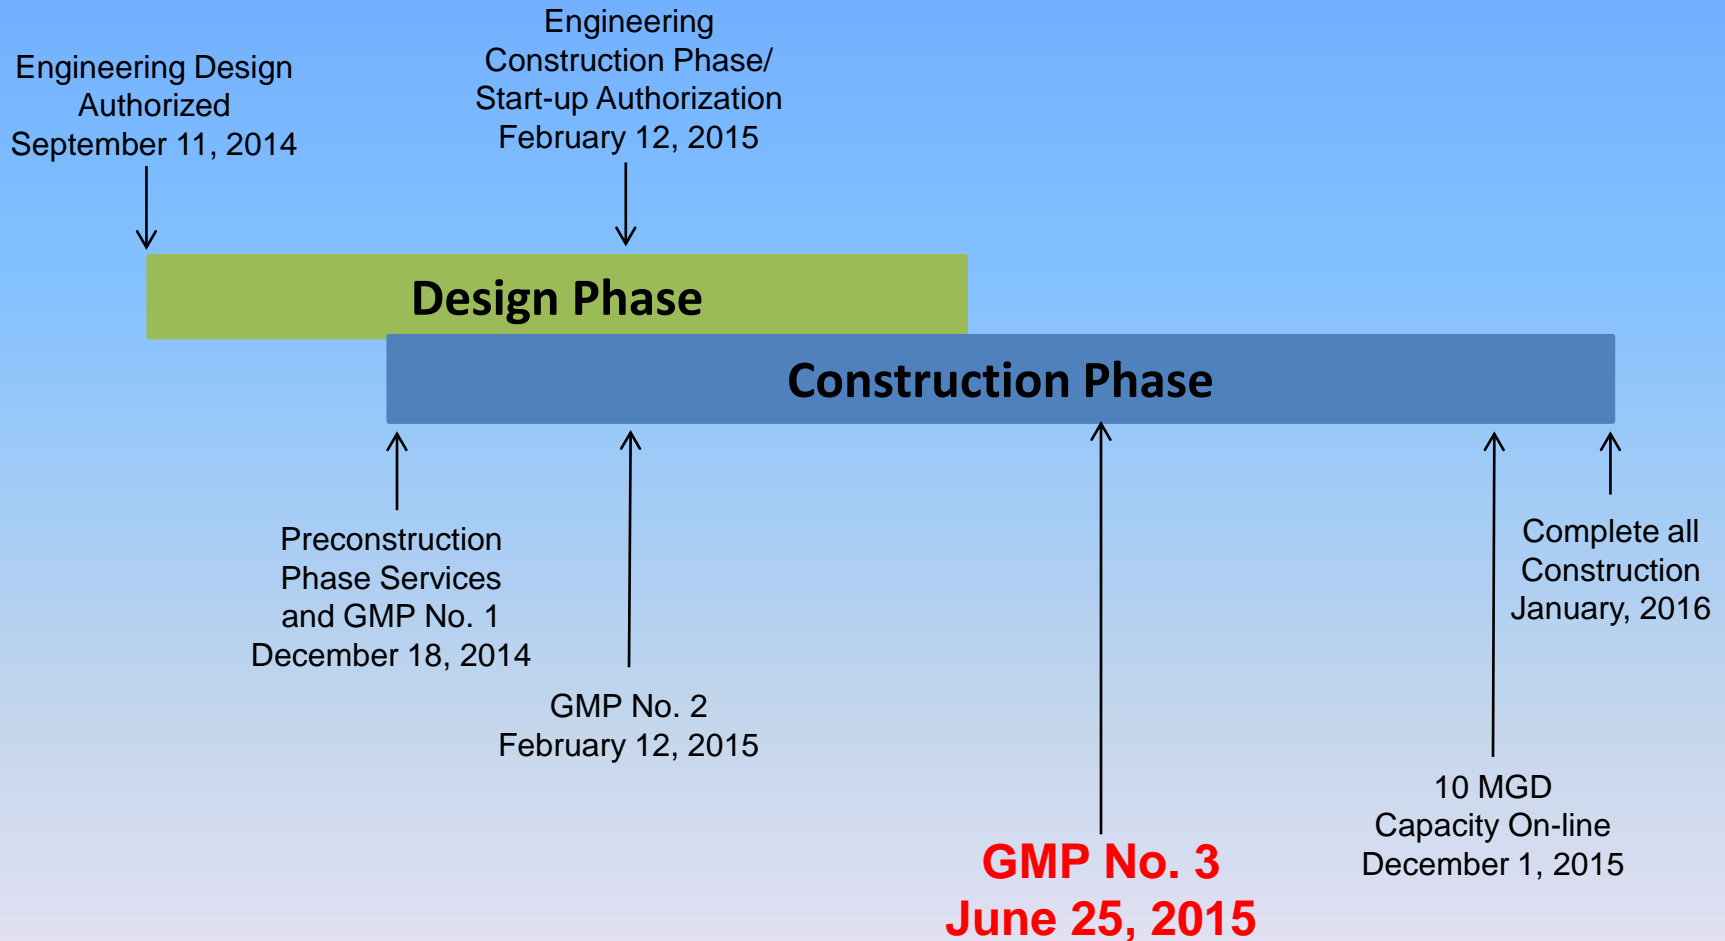 Engineering Design
Authorized
September 11, 2014
Engineering
Construction Phase/
Start-up Authorization
February 12, 2015
Design Phase
Construction Phase
Preconstruction
Phase Services
and GMP No. 1
December 18, 2014
GMP No. 2
February 12, 2015
GMP No. 3
June 25, 2015
10 MGD
Capacity On-line
December 1, 2015
Complete all
Construction
January, 2016